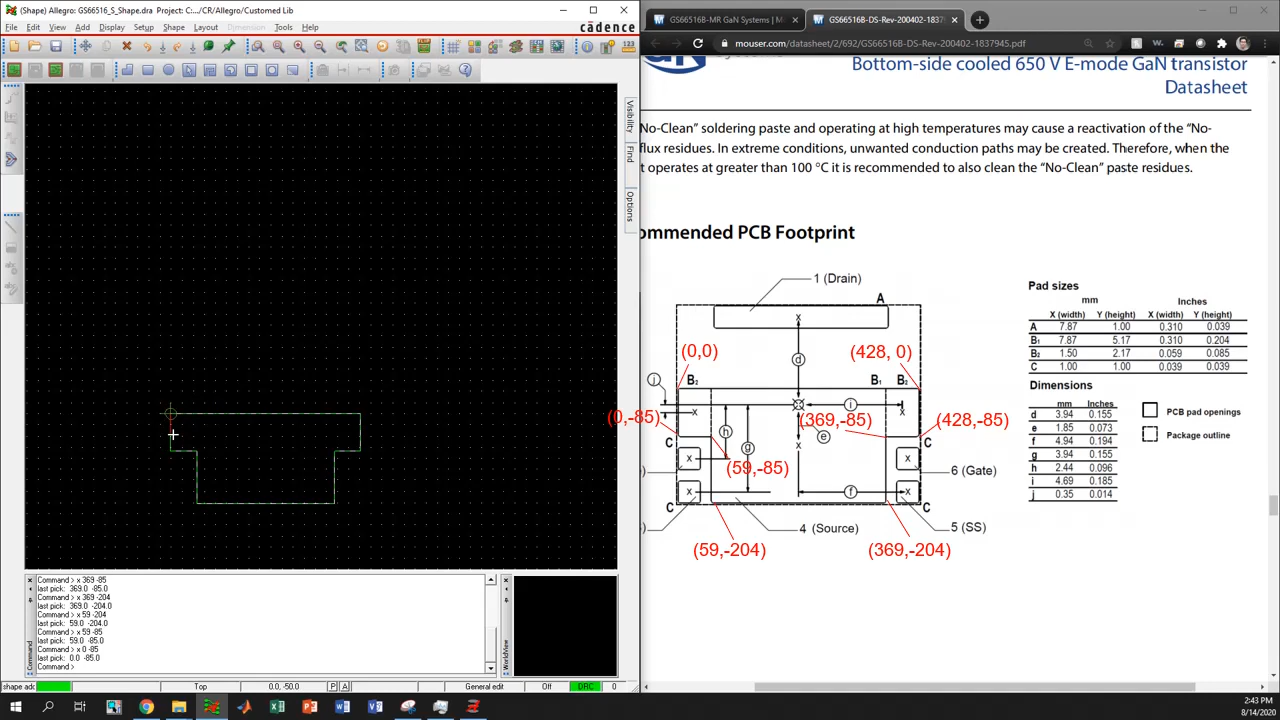 (Shape) Allegro: GS66516_S_Shape.dra Project: C:.../CR/Allegro/Customed Lib
File Edit View Add Display Setup Shape Layout Dimension Tools
cādence
Visibility
Find
Options
Command > x 369 -85
last pick: 369.0 -85.0
Command > x 369 -204
last pick: 369.0 -204.0
Command > x 59 -204
last pick: 59.0 -204.0
Command > x 59 -85
last pick: 59.0 -85.0
Command > x 0 -85
last pick: 0.0 -85.0
Command >
Command
WorldView
shape adc Top 0.0, -50.0 P A General edit Off DRC 0
GS66516B-MR GaN Systems | M
GS66516B-DS-Rev-200402-1837
mouser.com/datasheet/2/692/GS66516B-DS-Rev-200402-1837945.pdf
Bottom-side cooled 650 V E-mode GaN transistor
Datasheet
No-Clean” soldering paste and operating at high temperatures may cause a reactivation of the “No-
flux residues. In extreme conditions, unwanted conduction paths may be created. Therefore, when the
t operates at greater than 100 °C it is recommended to also clean the “No-Clean” paste residues.
ommended PCB Footprint
1 (Drain)
A
d
(0,0)
(428, 0)
j
B2
B1
B2
i
(0,-85)
(369,-85)
(428,-85)
h
e
C
C
g
(59,-85)
6 (Gate)
f
C
4 (Source)
5 (SS)
(59,-204)
(369,-204)
Pad sizes
mm Inches
X (width) Y (height) X (width) Y (height)
A 7.87 1.00 0.310 0.039
B1 7.87 5.17 0.310 0.204
B2 1.50 2.17 0.059 0.085
C 1.00 1.00 0.039 0.039
Dimensions
mm Inches
d 3.94 0.155
e 1.85 0.073
f 4.94 0.194
g 3.94 0.155
h 2.44 0.096
i 4.69 0.185
j 0.35 0.014
PCB pad openings
Package outline
2:43 PM
8/14/2020